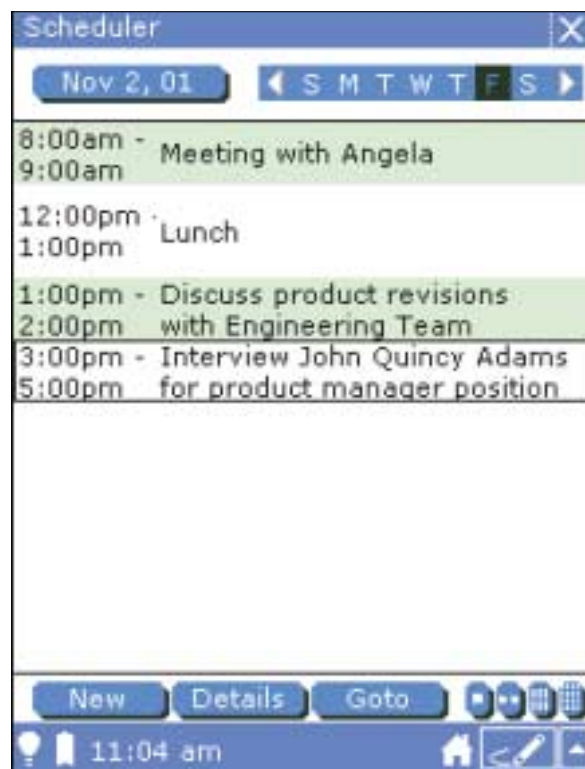 Scheduler
Nov 2, 01 S M T W T F S
8:00am - 9:00am Meeting with Angela
12:00pm - 1:00pm Lunch
1:00pm - Discuss product revisions
2:00pm with Engineering Team
3:00pm - Interview John Quincy Adams
5:00pm for product manager position
New Details Goto
11:04 am